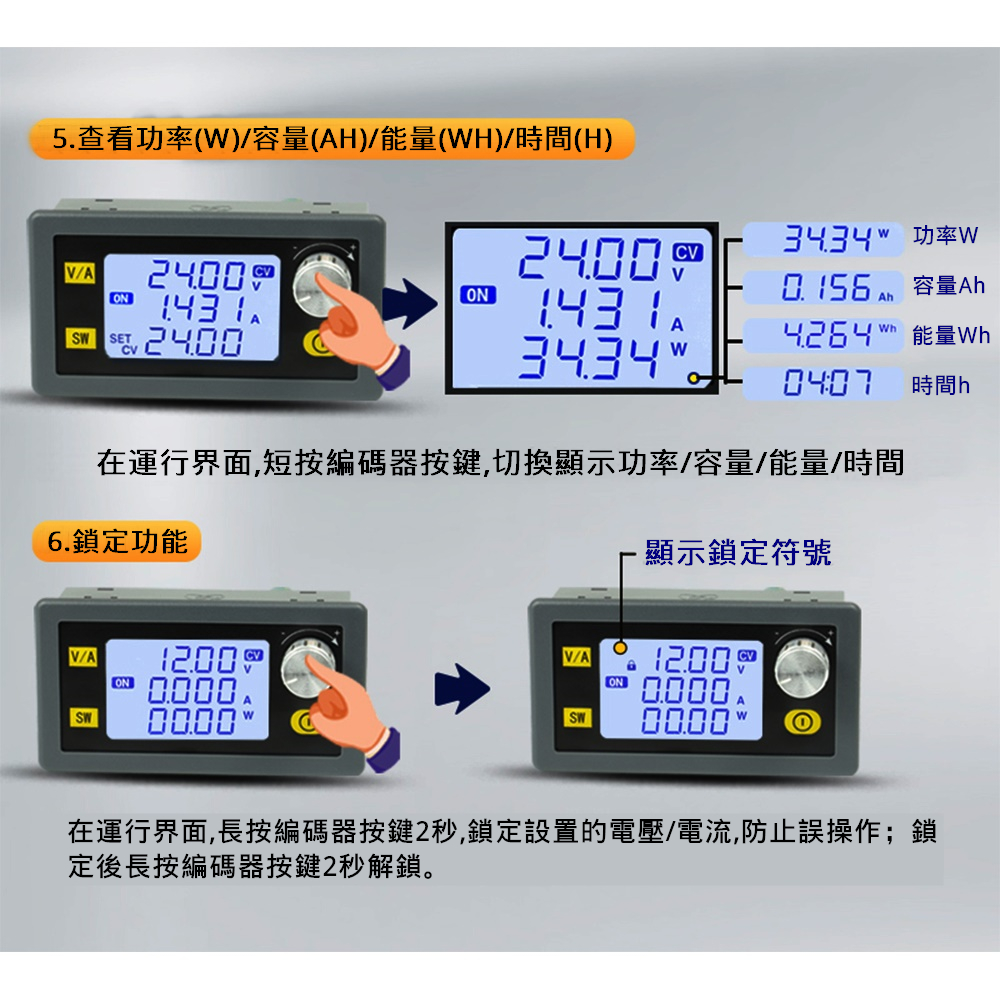 5.查看功率(W)/容量(AH)/能量(WH)/時間(H)
V/A
SW
ON
24.00 CV V
1.431 A
SET CV 24.00
ON
24.00 CV V
1.431 A
34.34 W
34.34 W 功率W
0.156 Ah 容量Ah
4.264 Wh 能量Wh
04:07 時間h
在運行界面,短按編碼器按鍵,切換顯示功率/容量/能量/時間
6.鎖定功能
顯示鎖定符號
V/A
SW
ON
12.00 CV V
0.000 A
00.00 W
V/A
SW
ON
12.00 CV V
0.000 A
00.00 W
在運行界面,長按編碼器按鍵2秒,鎖定設置的電壓/電流,防止誤操作；鎖
定後長按編碼器按鍵2秒解鎖。